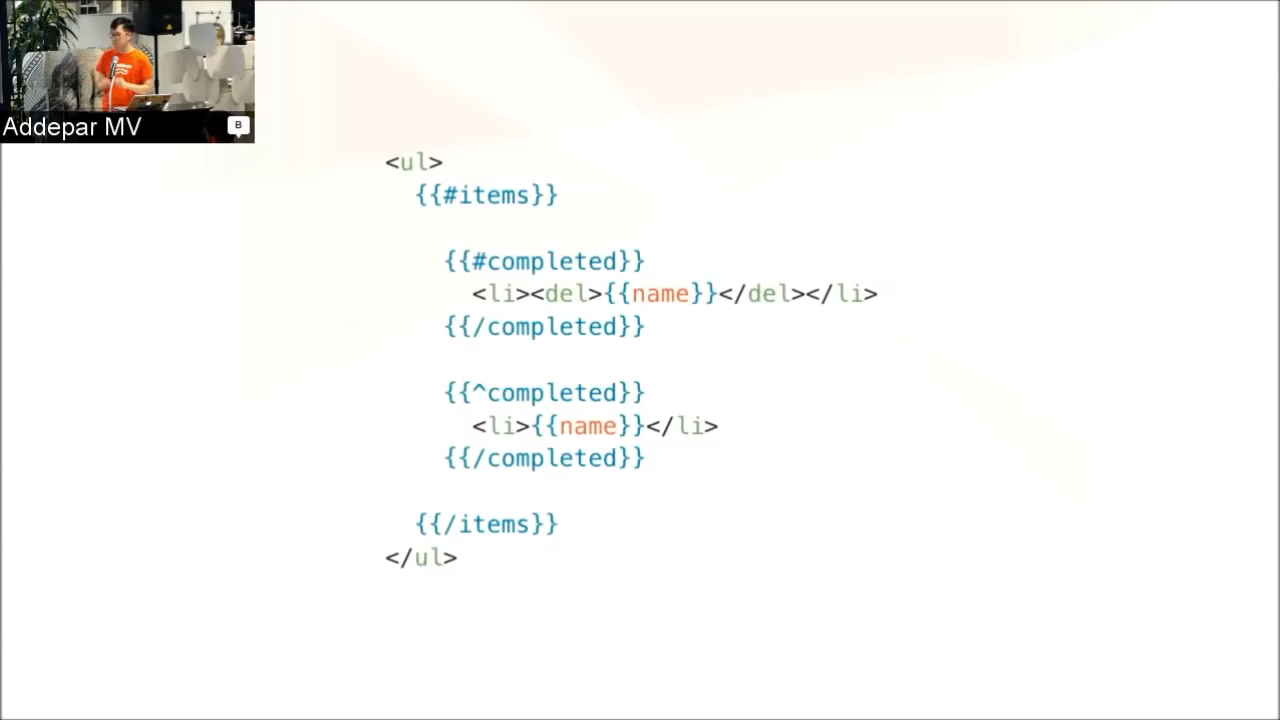 Addepar MV
B
<ul>
{{#items}}
{{#completed}}
<li><del>{{name}}</del></li>
{{/completed}}
{{^completed}}
<li>{{name}}</li>
{{/completed}}
{{/items}}
</ul>